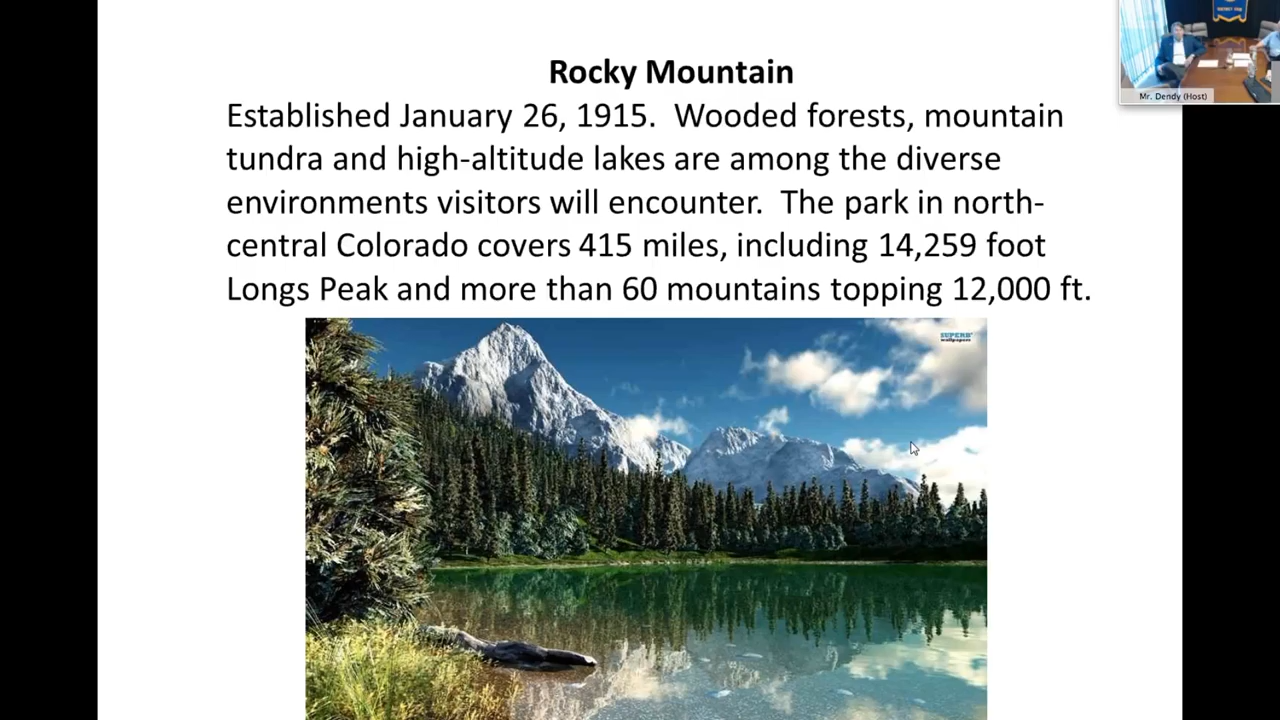 Rocky Mountain
Established January 26, 1915.  Wooded forests, mountain
tundra and high-altitude lakes are among the diverse
environments visitors will encounter.  The park in north-
central Colorado covers 415 miles, including 14,259 foot
Longs Peak and more than 60 mountains topping 12,000 ft.
Mr. Dendy (Host)
SUPERB
wallpapers